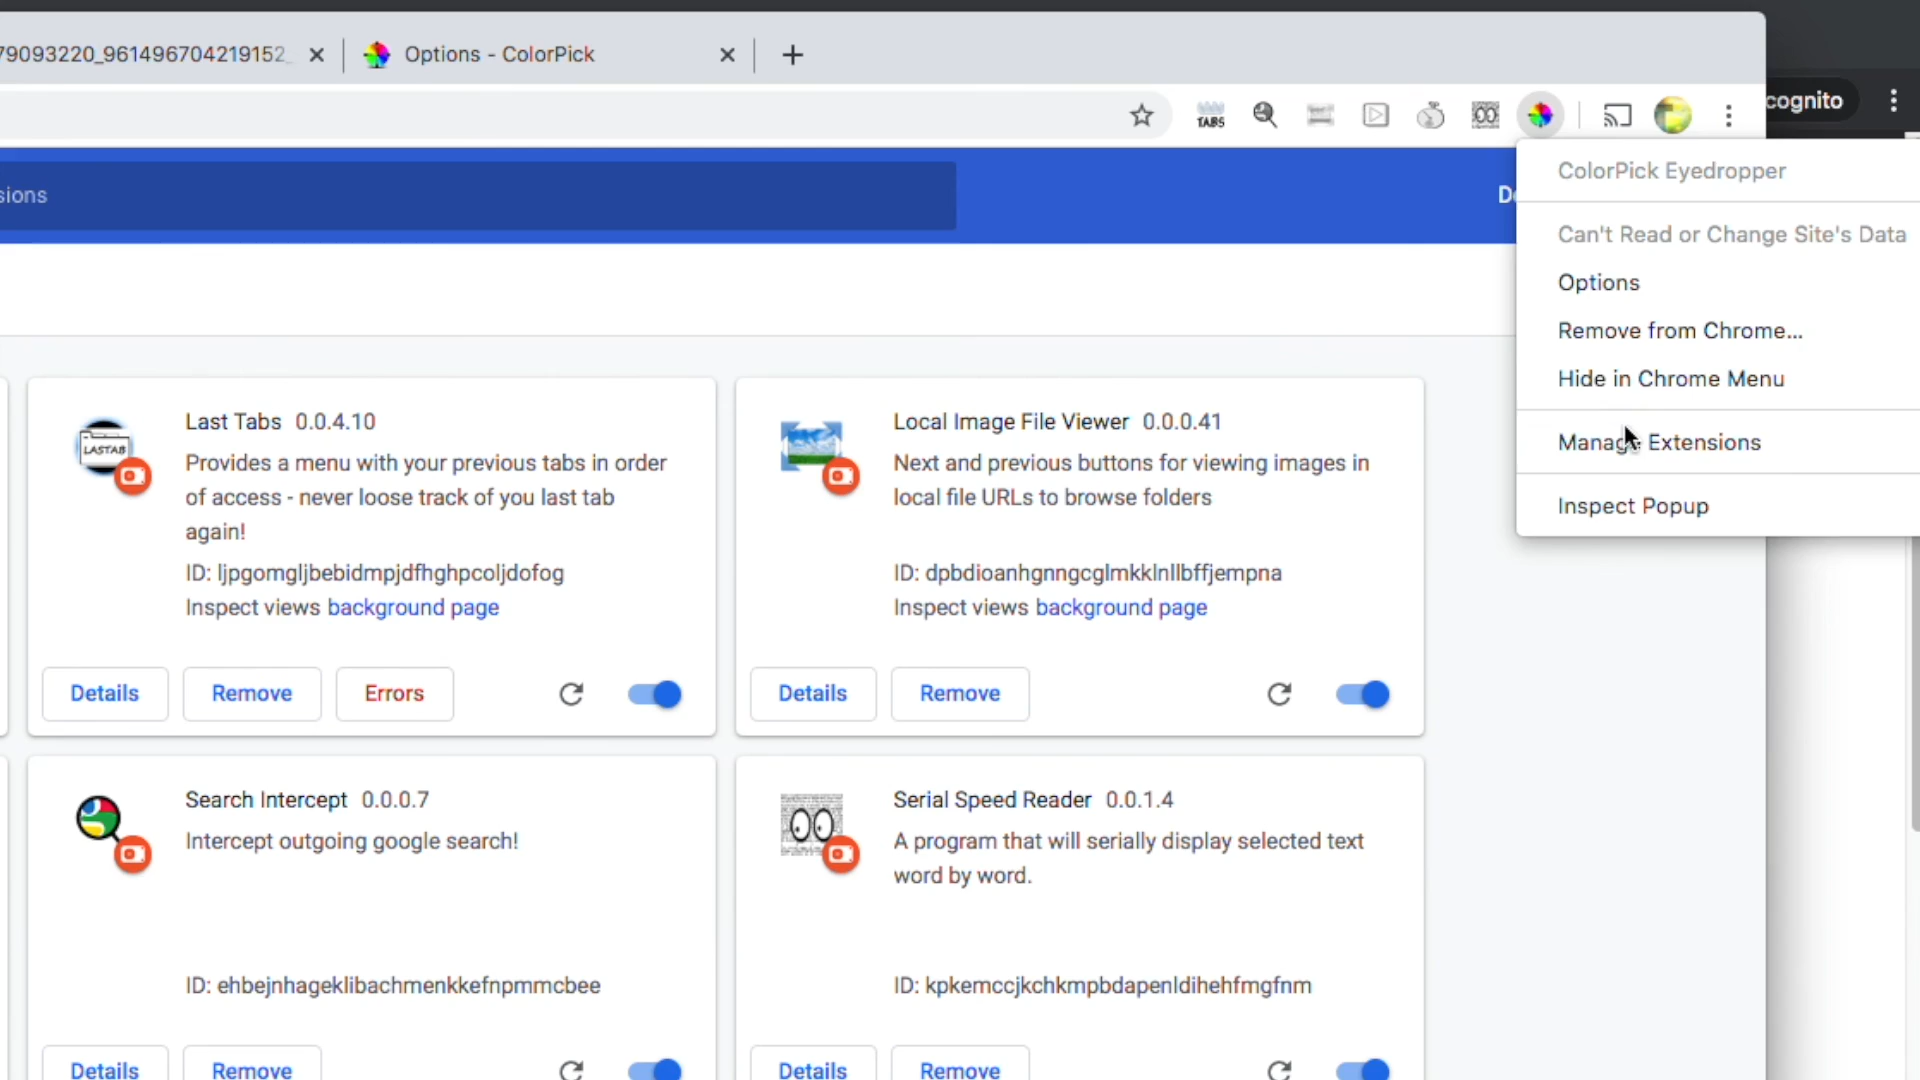 79093220_961496704219152_
Options - ColorPick
cognito
TABS
sions
ColorPick Eyedropper
Can't Read or Change Site's Data
Options
Remove from Chrome...
Hide in Chrome Menu
Manage Extensions
Inspect Popup
LASTAB
Last Tabs 0.0.4.10
Provides a menu with your previous tabs in order
of access - never loose track of you last tab
again!
ID: ljpgomgljbebidmpjdfhghpcoljdofog
Inspect views background page
Details
Remove
Errors
Local Image File Viewer 0.0.0.41
Next and previous buttons for viewing images in
local file URLs to browse folders
ID: dpbdioanhgnngcglmkklnllbffjempna
Inspect views background page
Details
Remove
Search Intercept 0.0.0.7
Intercept outgoing google search!
ID: ehbejnhageklibachmenkkefnpmmcbee
Details
Remove
Serial Speed Reader 0.0.1.4
A program that will serially display selected text
word by word.
ID: kpkemccjkchkmpbdapenldihehfmgfnm
Details
Remove